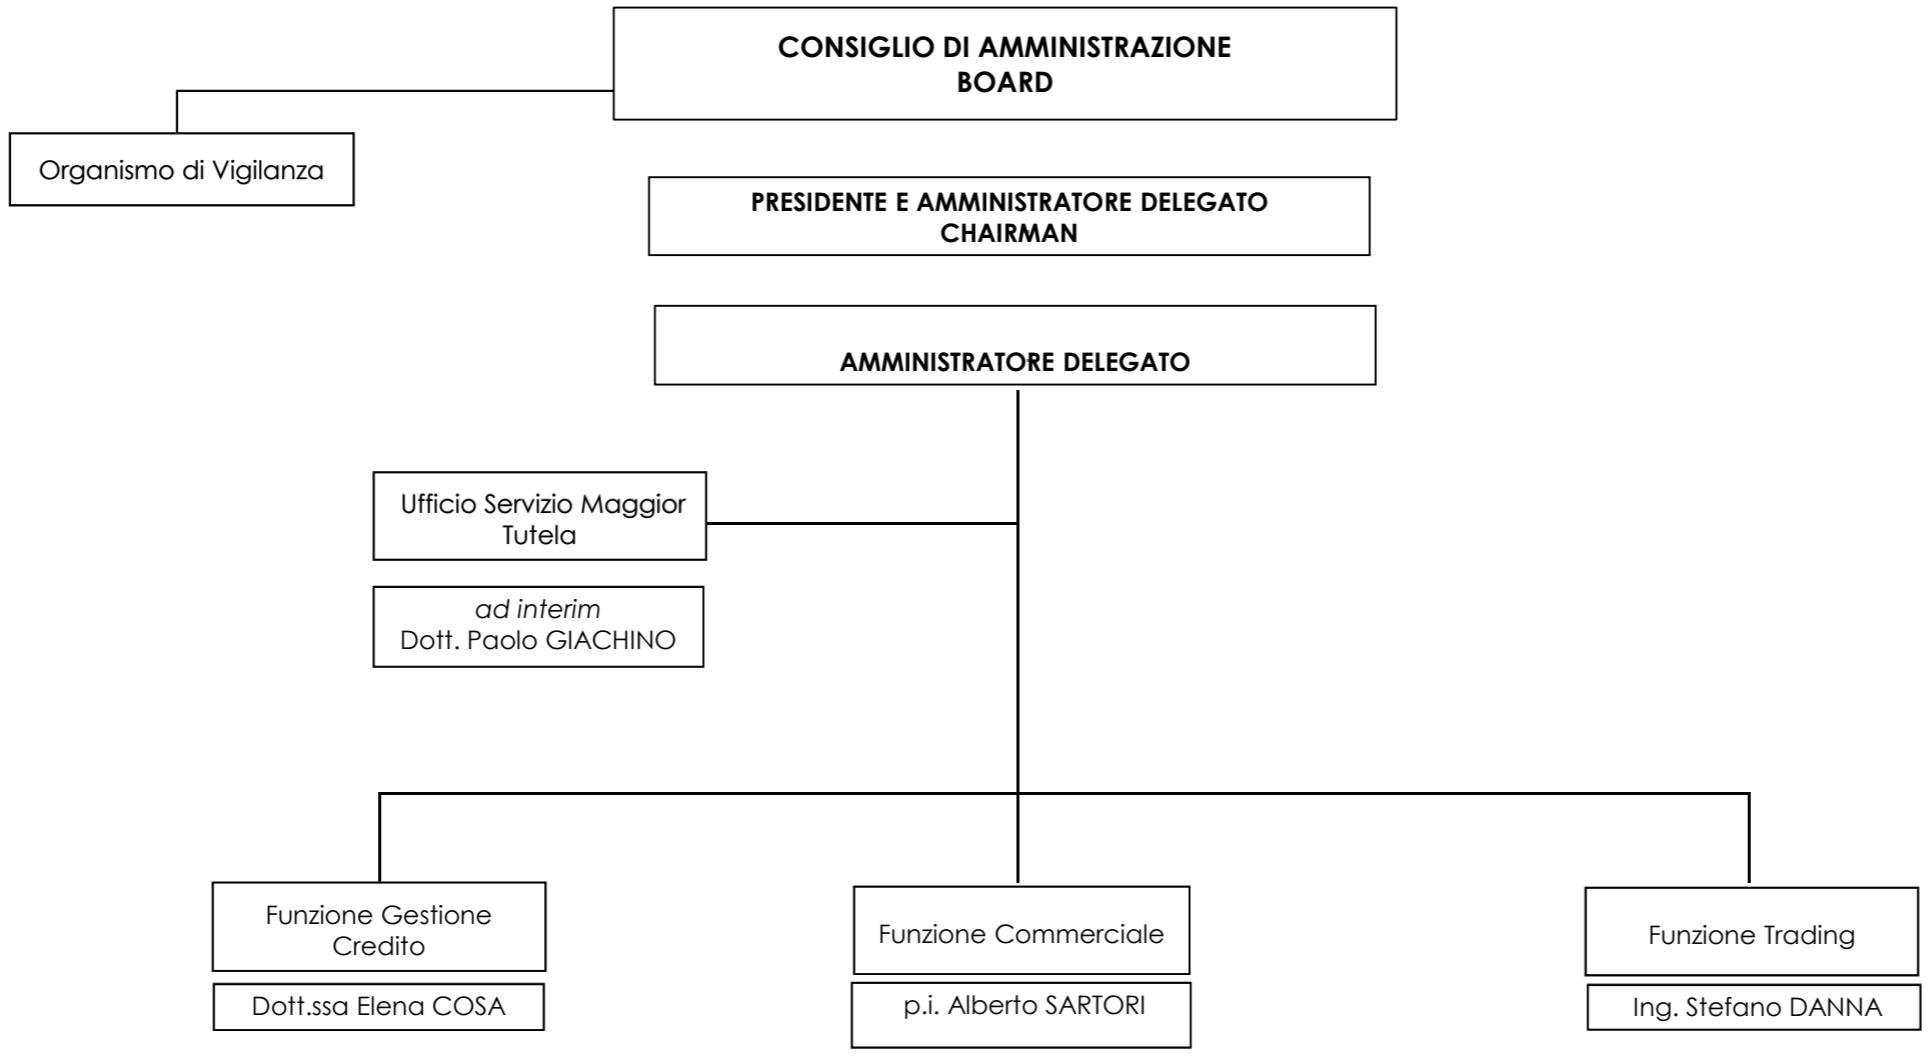 CONSIGLIO DI AMMINISTRAZIONE
BOARD
Organismo di Vigilanza
PRESIDENTE E AMMINISTRATORE DELEGATO
CHAIRMAN
AMMINISTRATORE DELEGATO
Ufficio Servizio Maggior
Tutela
ad interim
Dott. Paolo GIACHINO
Funzione Gestione
Credito
Dott.ssa Elena COSA
Funzione Commerciale
p.i. Alberto SARTORI
Funzione Trading
Ing. Stefano DANNA